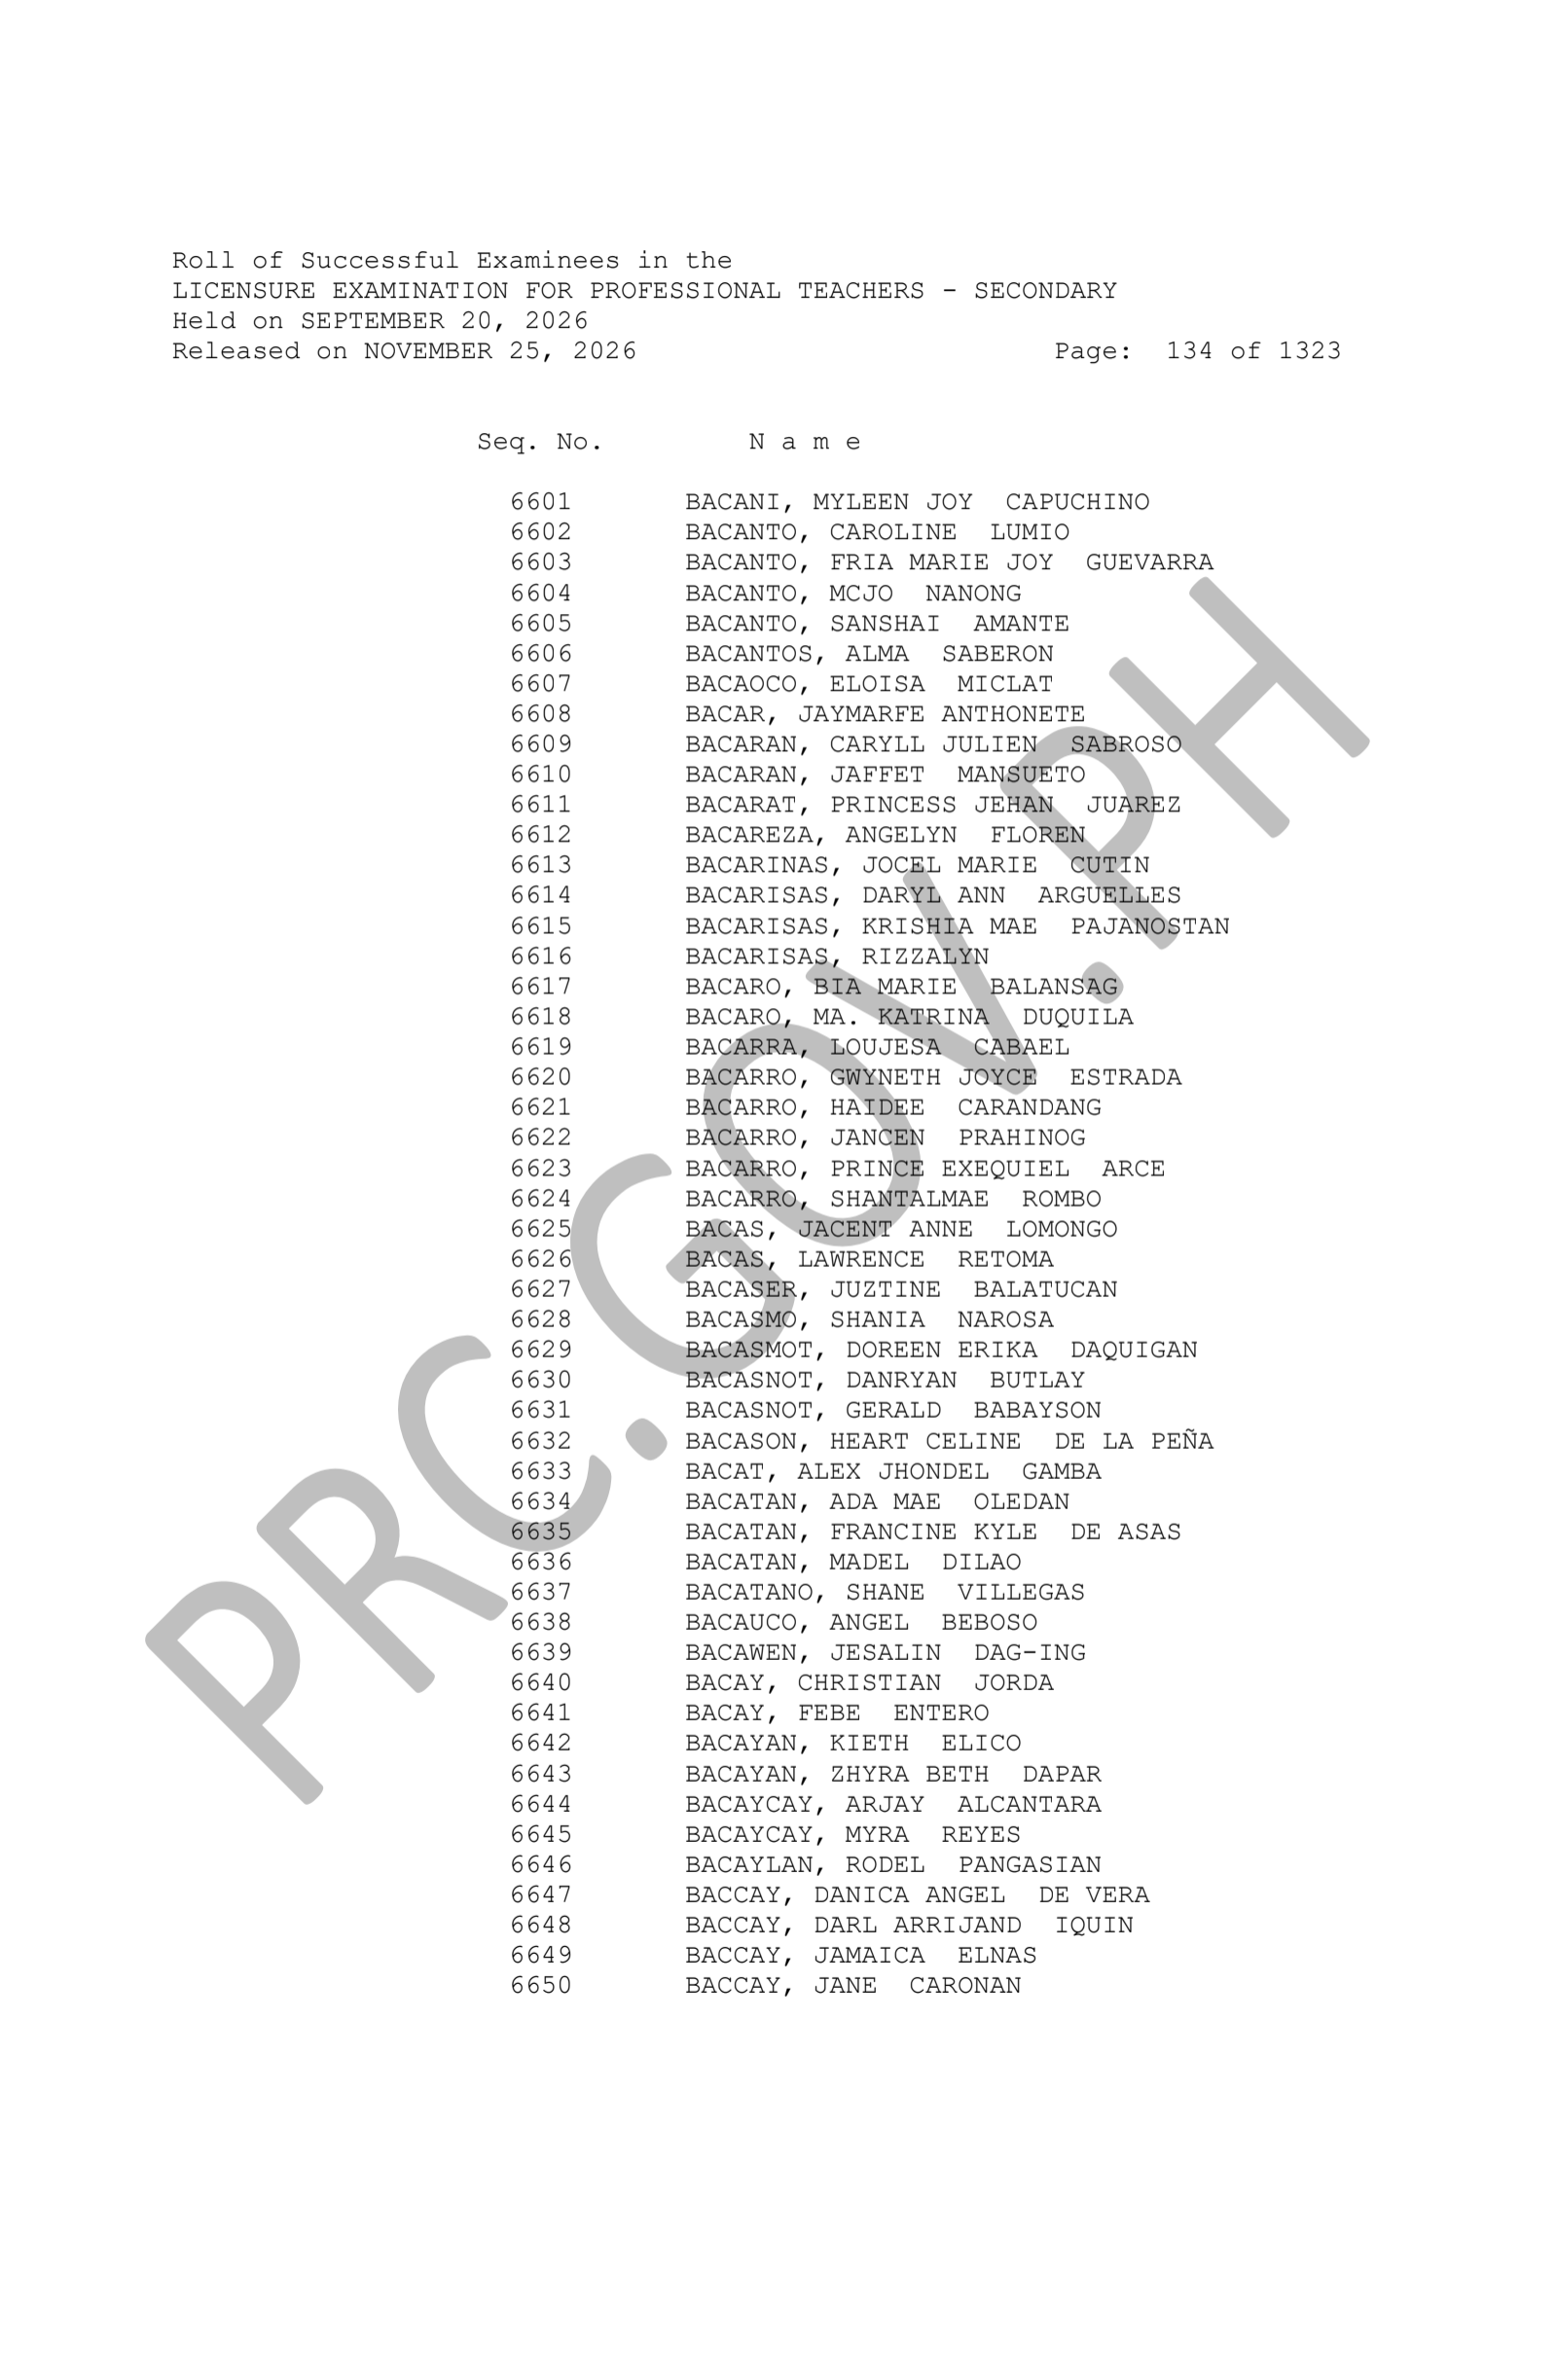 Roll of Successful Examinees in the
LICENSURE EXAMINATION FOR PROFESSIONAL TEACHERS - SECONDARY
Held on SEPTEMBER 20, 2026
Released on NOVEMBER 25, 2026 Page: 134 of 1323
Seq. No. N a m e
6601 BACANI, MYLEEN JOY CAPUCHINO
6602 BACANTO, CAROLINE LUMIO
6603 BACANTO, FRIA MARIE JOY GUEVARRA
6604 BACANTO, MCJO NANONG
6605 BACANTO, SANSHAI AMANTE
6606 BACANTOS, ALMA SABERON
6607 BACAOCO, ELOISA MICLAT
6608 BACAR, JAYMARFE ANTHONETE
6609 BACARAN, CARYLL JULIEN SABROSO
6610 BACARAN, JAFFET MANSUETO
6611 BACARAT, PRINCESS JEHAN JUAREZ
6612 BACAREZA, ANGELYN FLOREN
6613 BACARINAS, JOCEL MARIE CUTIN
6614 BACARISAS, DARYL ANN ARGUELLES
6615 BACARISAS, KRISHIA MAE PAJANOSTAN
6616 BACARISAS, RIZZALYN
6617 BACARO, BIA MARIE BALANSAG
6618 BACARO, MA. KATRINA DUQUILA
6619 BACARRA, LOUJESA CABAEL
6620 BACARRO, GWYNETH JOYCE ESTRADA
6621 BACARRO, HAIDEE CARANDANG
6622 BACARRO, JANCEN PRAHINOG
6623 BACARRO, PRINCE EXEQUIEL ARCE
6624 BACARRO, SHANTALMAE ROMBO
6625 BACAS, JACENT ANNE LOMONGO
6626 BACAS, LAWRENCE RETOMA
6627 BACASER, JUZTINE BALATUCAN
6628 BACASMO, SHANIA NAROSA
6629 BACASMOT, DOREEN ERIKA DAQUIGAN
6630 BACASNOT, DANRYAN BUTLAY
6631 BACASNOT, GERALD BABAYSON
6632 BACASON, HEART CELINE DE LA PEÑA
6633 BACAT, ALEX JHONDEL GAMBA
6634 BACATAN, ADA MAE OLEDAN
6635 BACATAN, FRANCINE KYLE DE ASAS
6636 BACATAN, MADEL DILAO
6637 BACATANO, SHANE VILLEGAS
6638 BACAUCO, ANGEL BEBOSO
6639 BACAWEN, JESALIN DAG-ING
6640 BACAY, CHRISTIAN JORDA
6641 BACAY, FEBE ENTERO
6642 BACAYAN, KIETH ELICO
6643 BACAYAN, ZHYRA BETH DAPAR
6644 BACAYCAY, ARJAY ALCANTARA
6645 BACAYCAY, MYRA REYES
6646 BACAYLAN, RODEL PANGASIAN
6647 BACCAY, DANICA ANGEL DE VERA
6648 BACCAY, DARL ARRIJAND IQUIN
6649 BACCAY, JAMAICA ELNAS
6650 BACCAY, JANE CARONAN
PRC.GOV.PH